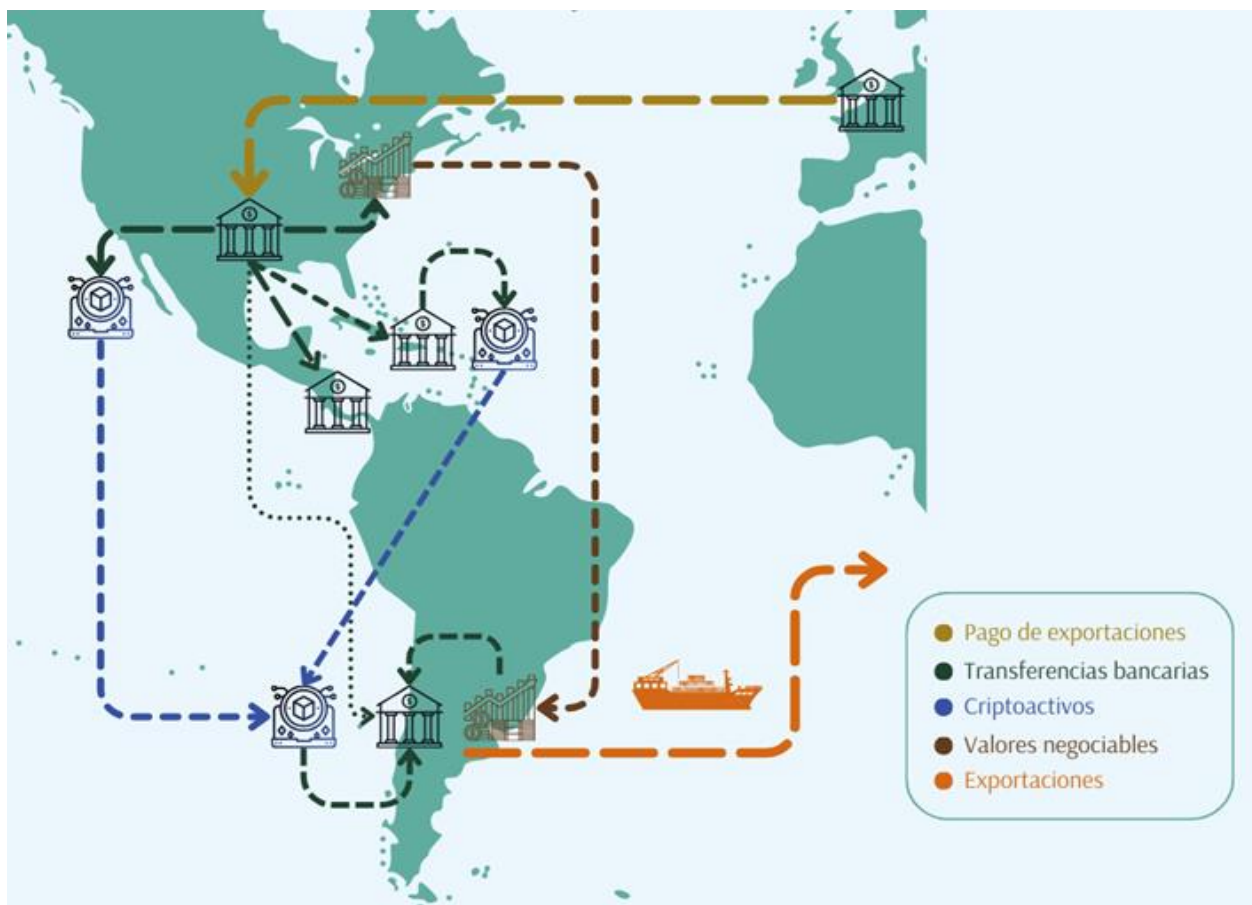 Pago de exportaciones
Transferencias bancarias
Criptoactivos
Valores negociables
Exportaciones